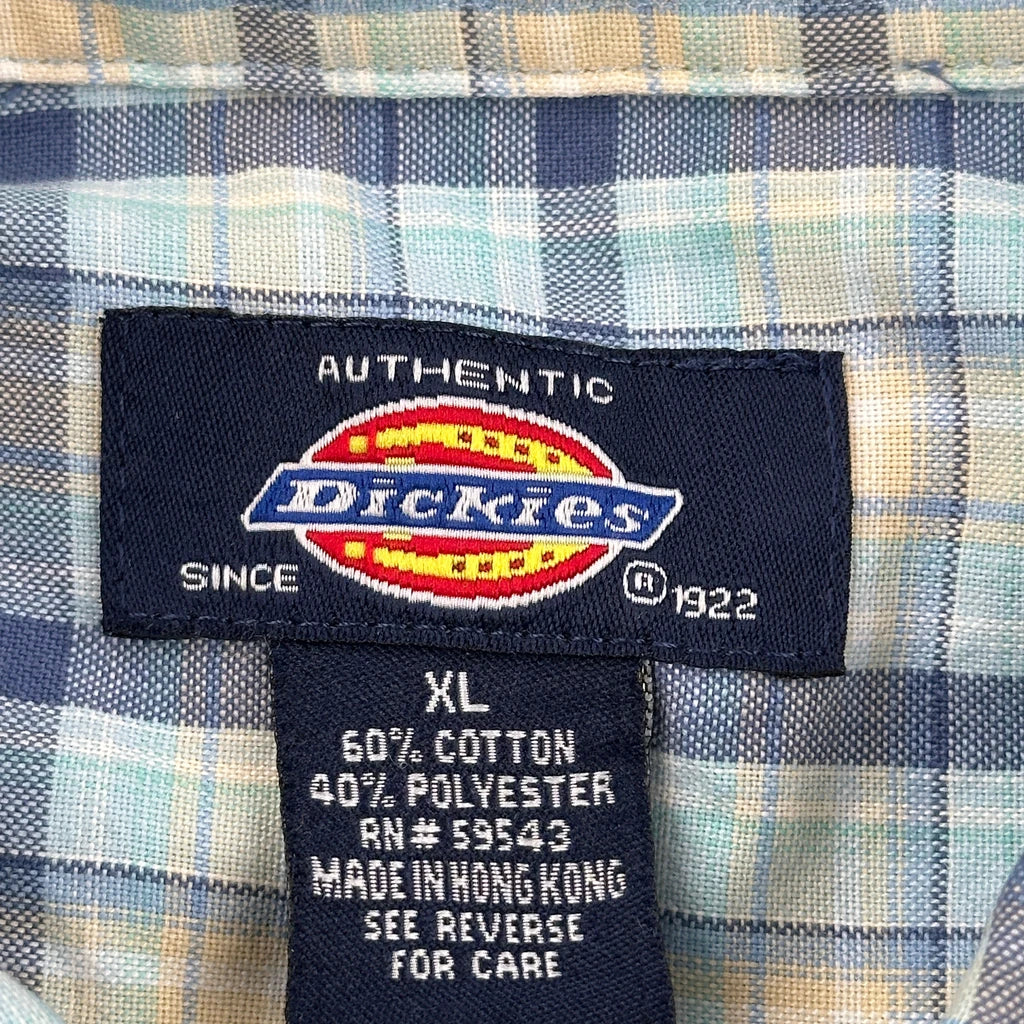 AUTHENTIC
Dickies
SINCE ® 1922
XL
60% COTTON
40% POLYESTER
RN# 59543
MADE IN HONG KONG
SEE REVERSE
FOR CARE